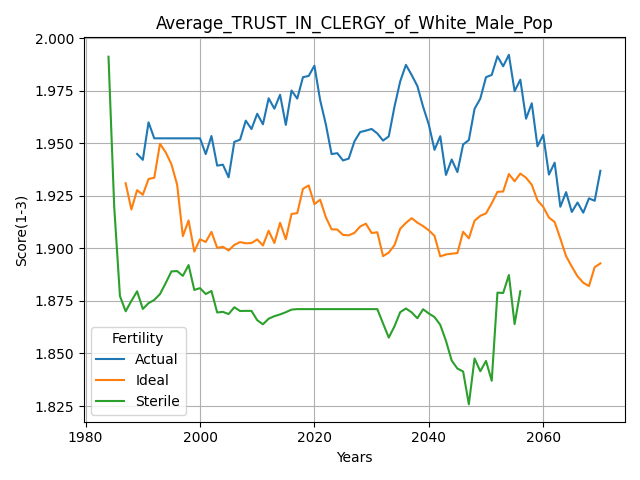 Average_TRUST_IN_CLERGY_of_White_Male_Pop
2.000
1.975
1.950
1.925
1.900
1.875
1.850
1.825
Score(1-3)
Fertility
Actual
Ideal
Sterile
1980
2000
2020
2040
2060
Years